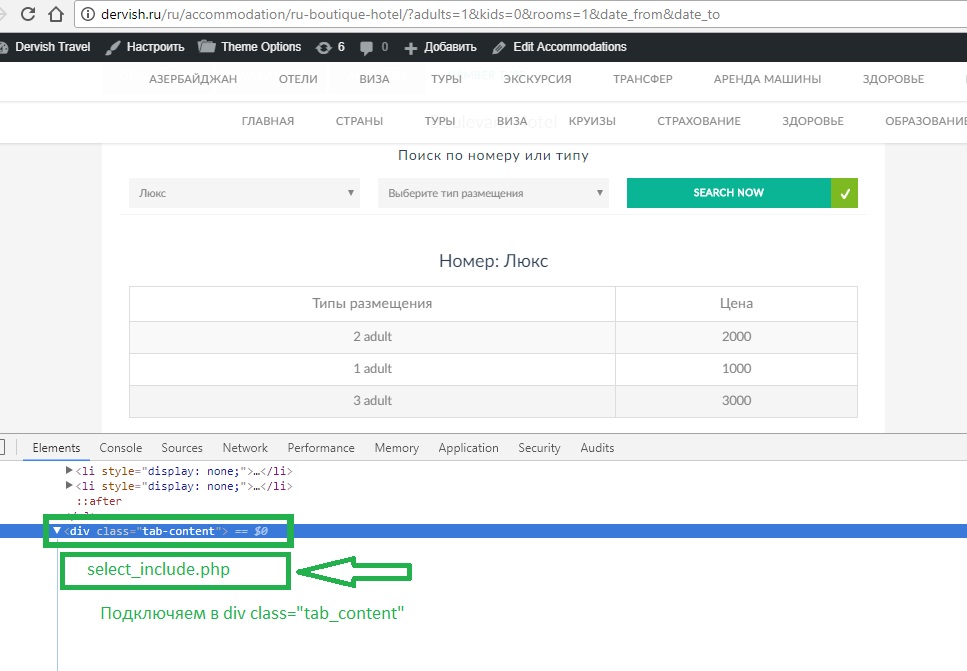 dervish.ru/ru/accommodation/ru-boutique-hotel/?adults=1&kids=0&rooms=1&date_from&date_to
Dervish Travel Настроить Theme Options 6 0 Добавить Edit Accommodations
АЗЕРБАЙДЖАН ОТЕЛИ ВИЗА ТУРЫ ЭКСКУРСИЯ ТРАНСФЕР АРЕНДА МАШИНЫ ЗДОРОВЬЕ
ГЛАВНАЯ СТРАНЫ ТУРЫ ВИЗА КРУИЗЫ СТРАХОВАНИЕ ЗДОРОВЬЕ ОБРАЗОВАНИЕ
Поиск по номеру или типу
Люкс ▼ Выберите тип размещения ▼ SEARCH NOW ✓
Номер: Люкс
Типы размещения Цена
2 adult 2000
1 adult 1000
3 adult 3000
Elements Console Sources Network Performance Memory Application Security Audits
▶<li style="display: none;">…</li>
▶<li style="display: none;">…</li>
::after
▼<div class="tab-content"> == $0
select_include.php
Подключяем в div class="tab_content"